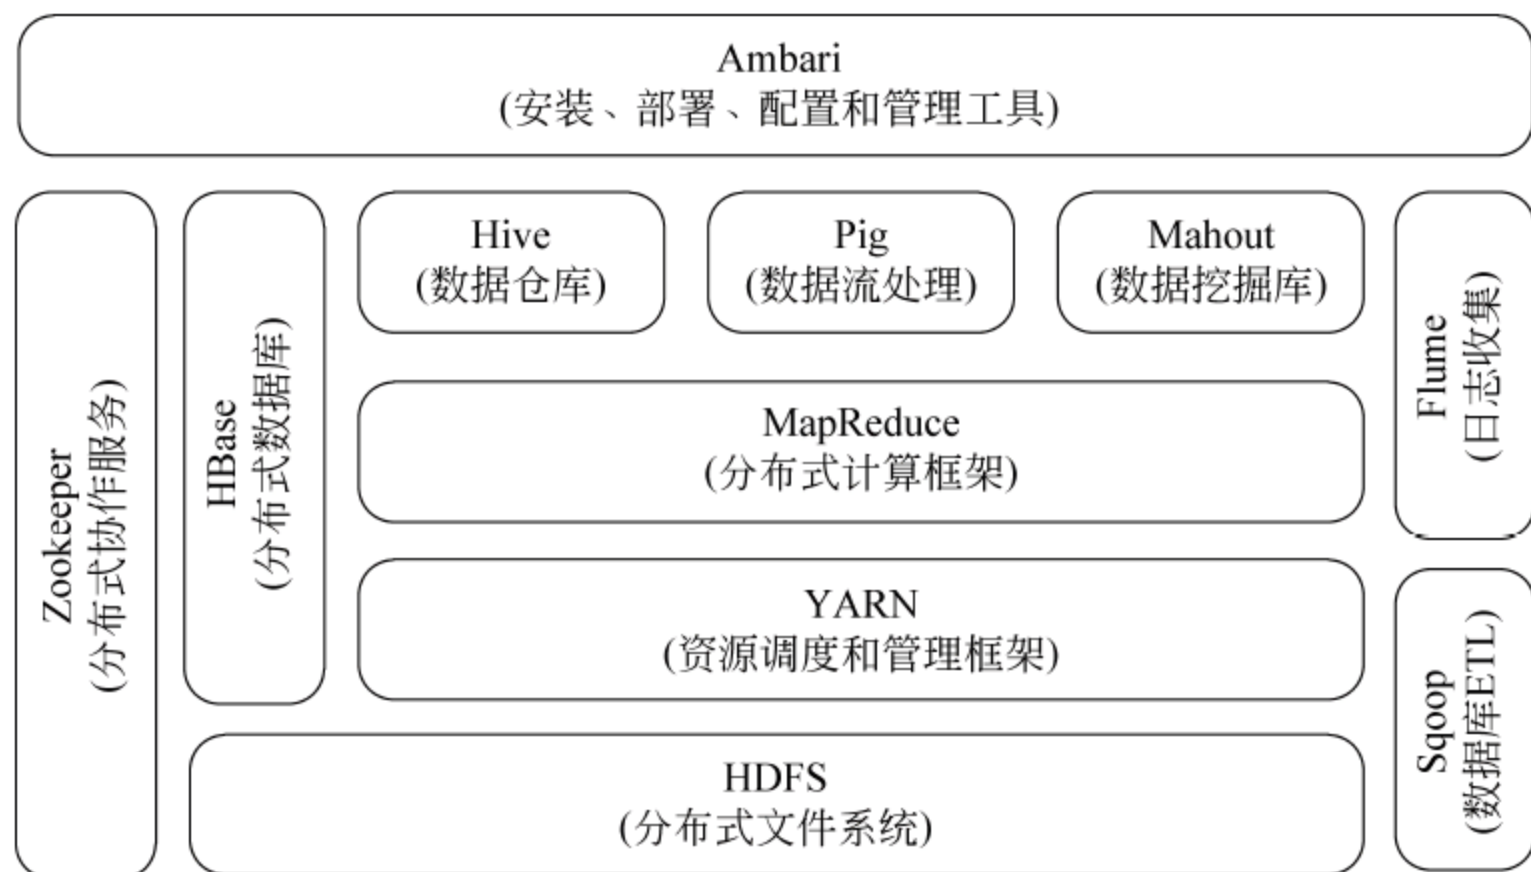 Ambari
(安装、部署、配置和管理工具)
Zookeeper
(分布式协作服务)
HBase
(分布式数据库)
Hive
(数据仓库)
Pig
(数据流处理)
Mahout
(数据挖掘库)
MapReduce
(分布式计算框架)
YARN
(资源调度和管理框架)
HDFS
(分布式文件系统)
Flume
(日志收集)
Sqoop
(数据库ETL)